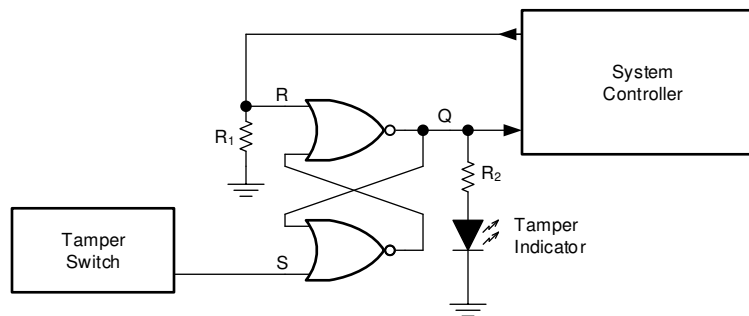 System
Controller
R
Q
R1
R2
Tamper
Indicator
Tamper
Switch
S